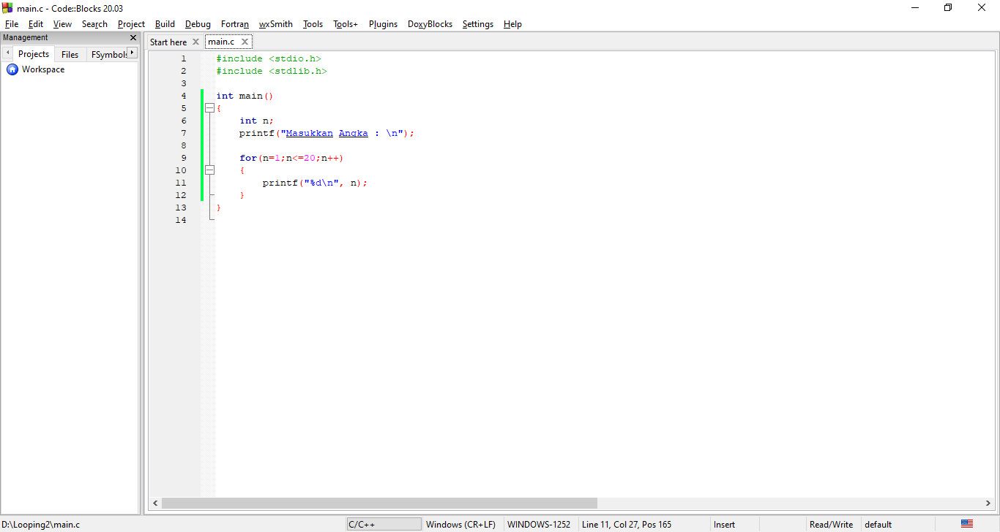 main.c - Code::Blocks 20.03
File Edit View Search Project Build Debug Fortran wxSmith Tools Tools+ Plugins DoxyBlocks Settings Help
Management
Projects Files FSymbols
Workspace
Start here main.c
1 #include <stdio.h>
2 #include <stdlib.h>
3
4 int main()
5 {
6 int n;
7 printf("Masukkan Angka : \n");
8
9 for(n=1;n<=20;n++)
10 {
11 printf("%d\n", n);
12 }
13 }
14
D:\Looping2\main.c C/C++ Windows (CR+LF) WINDOWS-1252 Line 11, Col 27, Pos 165 Insert Read/Write default